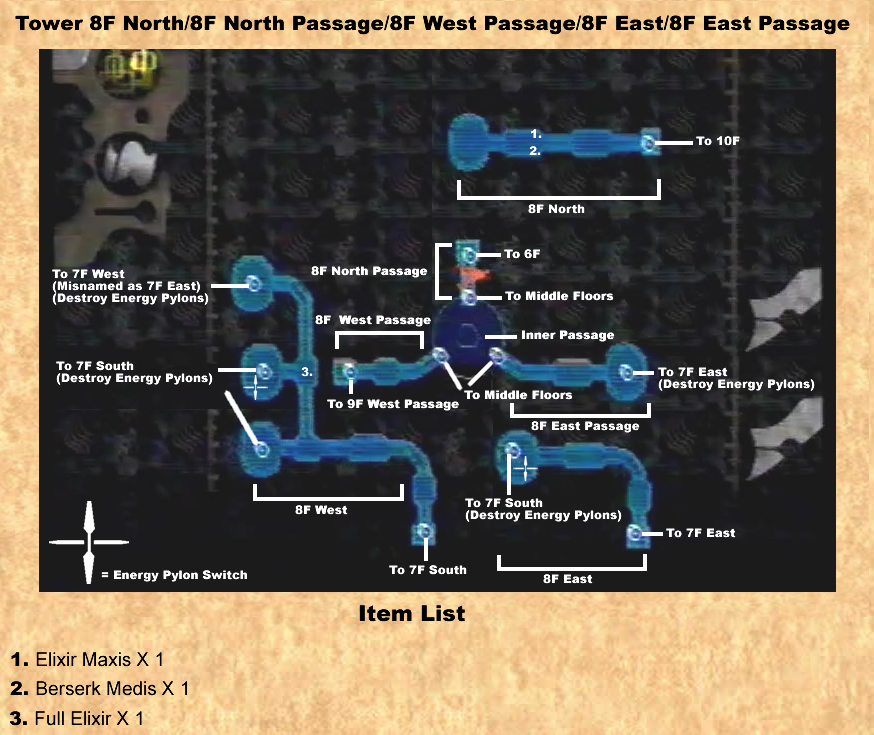 Tower 8F North/8F North Passage/8F West Passage/8F East/8F East Passage
1.
2.
To 10F
8F North
To 6F
8F North Passage
To 7F West
(Misnamed as 7F East)
(Destroy Energy Pylons)
To Middle Floors
8F West Passage
Inner Passage
To 7F South
(Destroy Energy Pylons)
3.
To 7F East
(Destroy Energy Pylons)
To Middle Floors
To 9F West Passage
8F East Passage
8F West
To 7F South
(Destroy Energy Pylons)
To 7F East
To 7F South
8F East
= Energy Pylon Switch
Item List
1. Elixir Maxis X 1
2. Berserk Medis X 1
3. Full Elixir X 1